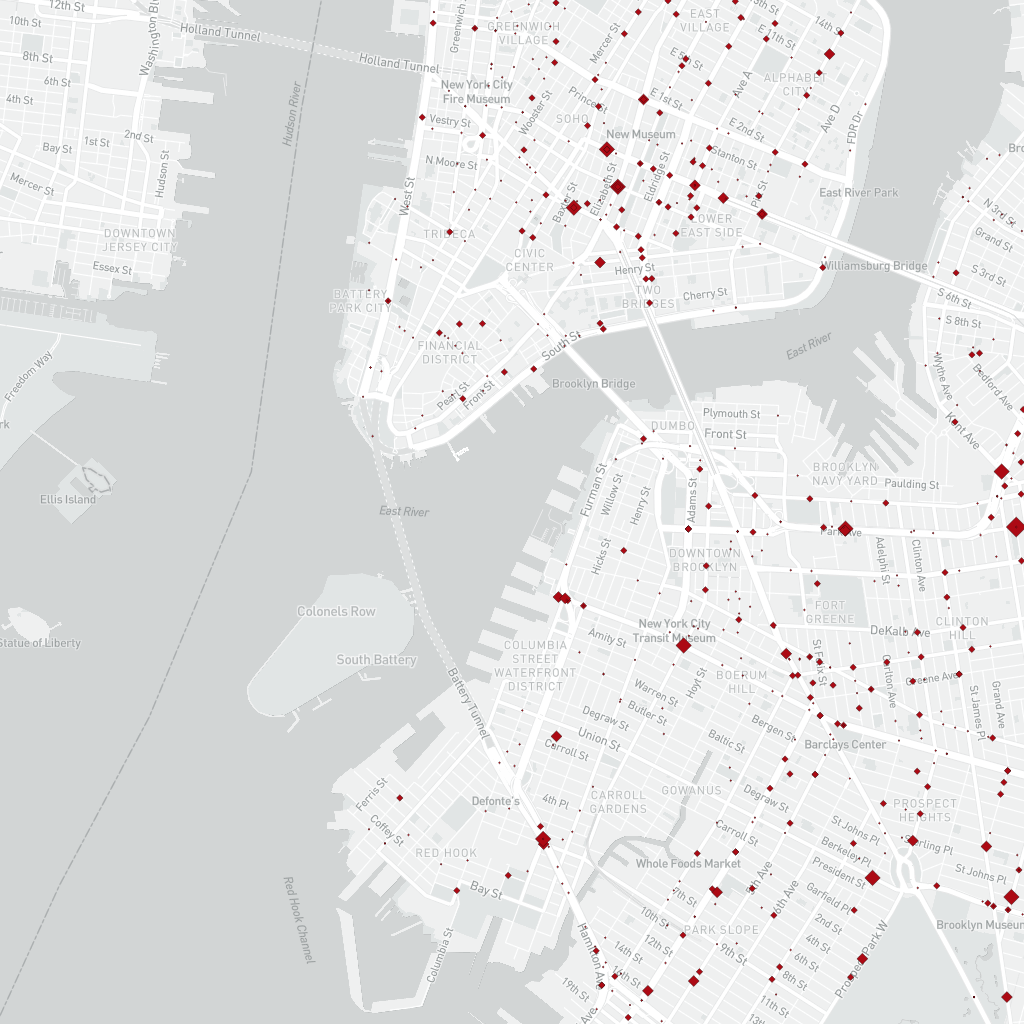 12th St
Washington Blv
Holland Tunnel
8th St
6th St
4th St
2nd St
1st St
Bay St
Mercer St
Hudson St
DOWNTOWN
JERSEY CITY
Essex St
Hudson River
Holland Tunnel
Greenwich
GREENWICH
VILLAGE
Mercer St
EAST
VILLAGE
14th St
E 11th St
E 5th St
Ave A
ALPHABET
CITY
New York City
Fire Museum
Prince St
E 1st St
Wooster St
SOHO
Vestry St
New Museum
E 2nd St
Ave D
FDR Dr
N Moore St
Stanton St
Eldridge St
Elizabeth St
Baxter St
Pitt St
East River Park
West St
TRIBECA
LOWER
EAST SIDE
CIVIC
CENTER
Henry St
Williamsburg Bridge
N 3rd St
Grand St
S 3rd St
S 6th St
S 8th St
TWO
BRIDGES
Cherry St
BATTERY
PARK CITY
FINANCIAL
DISTRICT
South St
East River
Freedom Way
Pearl St
Front St
Brooklyn Bridge
Wythe Ave
Bedford Ave
Kent Ave
Plymouth St
DUMBO
Front St
BROOKLYN
NAVY YARD
Paulding St
Ellis Island
Furman St
Willow St
Henry St
Adams St
East River
Park Ave
Hicks St
DOWNTOWN
BROOKLYN
Adelphi St
Clinton Ave
Colonels Row
FORT
GREENE
CLINTON
HILL
Statue of Liberty
New York City
Transit Museum
DeKalb Ave
Amity St
South Battery
COLUMBIA
STREET
WATERFRONT
DISTRICT
St Felix St
Carlton Ave
Greene Ave
BOERUM
HILL
Hoyt St
Battery Tunnel
Warren St
Butler St
Degraw St
Bergen St
St James Pl
Grand Ave
Union St
Carroll St
Baltic St
Barclays Center
Ferris St
Defonte's
4th Pl
CARROLL
GARDENS
GOWANUS
Degraw St
PROSPECT
HEIGHTS
Coffey St
St Johns Pl
Carroll St
Sterling Pl
Berkeley Pl
RED HOOK
Whole Foods Market
President St
St Johns Pl
Bay St
5th Ave
7th St
6th Ave
Garfield Pl
Red Hook Channel
10th St
2nd St
Brooklyn Museum
Columbia St
Hamilton Ave
PARK SLOPE
14th St
12th St
9th St
4th St
6th St
Prospect Park W
16th St
8th St
19th St
11th St
13th St